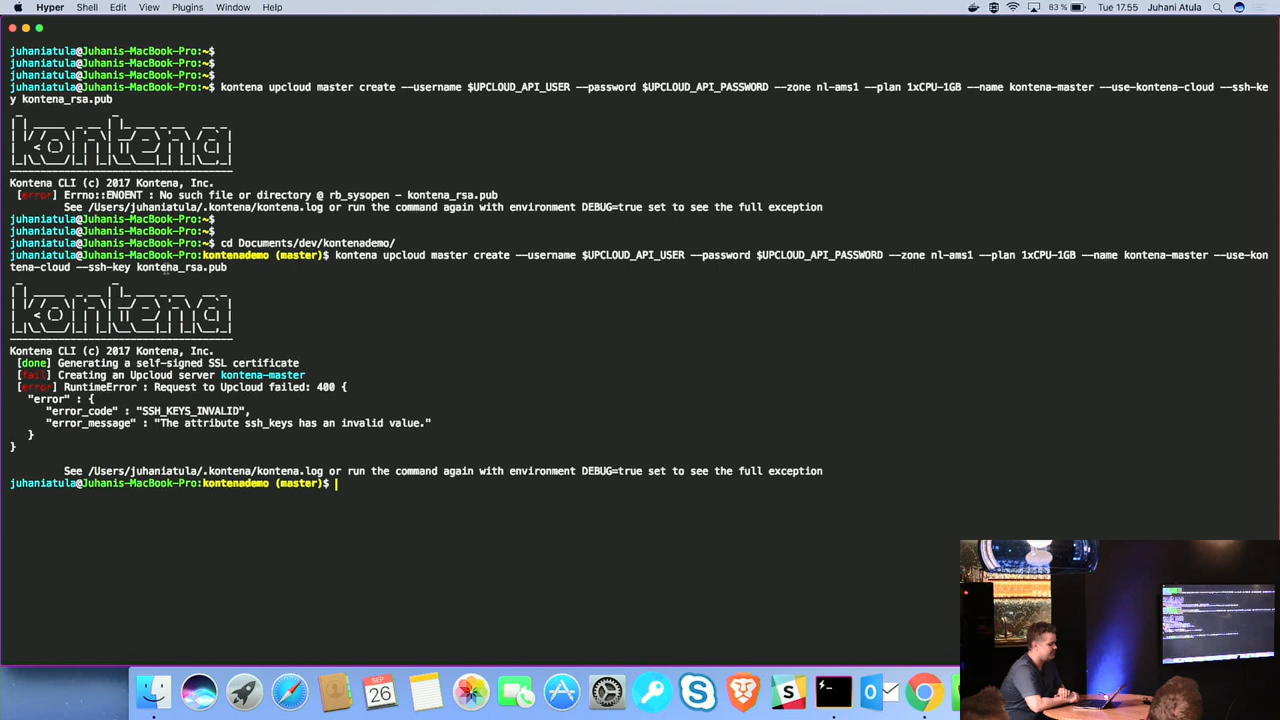 Hyper Shell Edit View Plugins Window Help 83 % Tue 17.55 Juhani Atula
juhaniatula@Juhanis-MacBook-Pro:~$
juhaniatula@Juhanis-MacBook-Pro:~$
juhaniatula@Juhanis-MacBook-Pro:~$
juhaniatula@Juhanis-MacBook-Pro:~$ kontena upcloud master create --username $UPCLOUD_API_USER --password $UPCLOUD_API_PASSWORD --zone nl-ams1 --plan 1xCPU-1GB --name kontena-master --use-kontena-cloud --ssh-ke
y kontena_rsa.pub
kontena
Kontena CLI (c) 2017 Kontena, Inc.
[error] Errno::ENOENT : No such file or directory @ rb_sysopen - kontena_rsa.pub
See /Users/juhaniatula/.kontena/kontena.log or run the command again with environment DEBUG=true set to see the full exception
juhaniatula@Juhanis-MacBook-Pro:~$
juhaniatula@Juhanis-MacBook-Pro:~$
juhaniatula@Juhanis-MacBook-Pro:~$ cd Documents/dev/kontenademo/
juhaniatula@Juhanis-MacBook-Pro:kontenademo (master)$ kontena upcloud master create --username $UPCLOUD_API_USER --password $UPCLOUD_API_PASSWORD --zone nl-ams1 --plan 1xCPU-1GB --name kontena-master --use-kon
tena-cloud --ssh-key kontena_rsa.pub
kontena
Kontena CLI (c) 2017 Kontena, Inc.
[done] Generating a self-signed SSL certificate
[fail] Creating an Upcloud server kontena-master
[error] RuntimeError : Request to Upcloud failed: 400 {
"error" : {
"error_code" : "SSH_KEYS_INVALID",
"error_message" : "The attribute ssh_keys has an invalid value."
}
}
See /Users/juhaniatula/.kontena/kontena.log or run the command again with environment DEBUG=true set to see the full exception
juhaniatula@Juhanis-MacBook-Pro:kontenademo (master)$
SEP
26